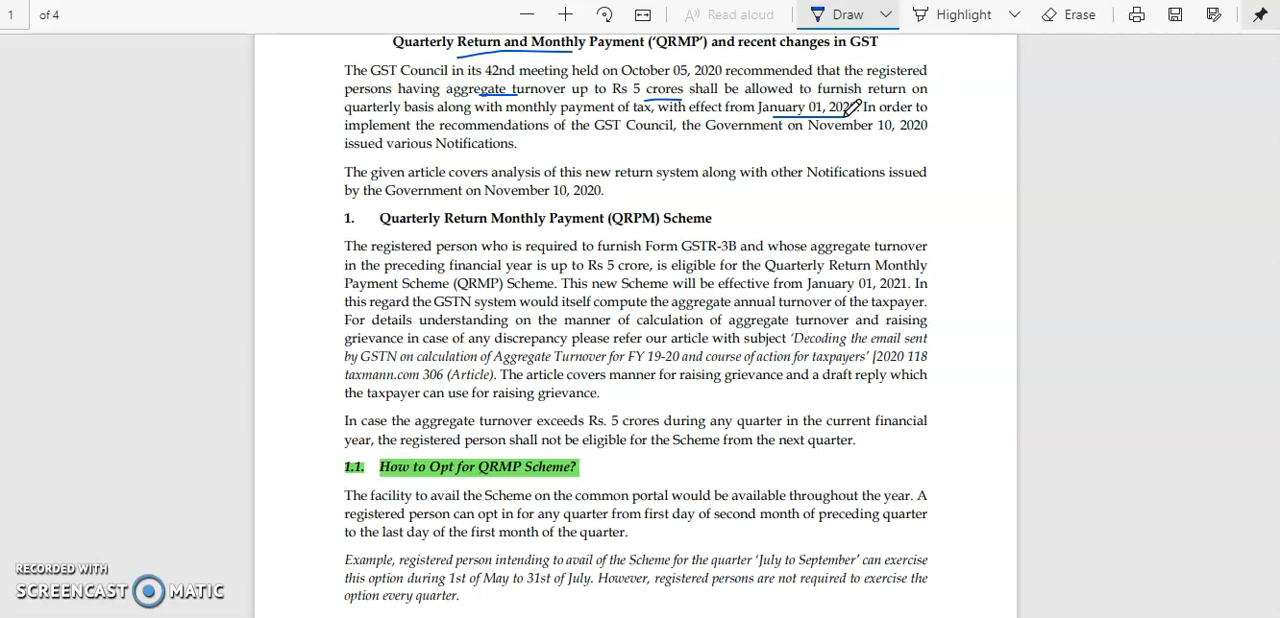 1 of 4 Read aloud Draw Highlight Erase
Quarterly Return and Monthly Payment (‘QRMP’) and recent changes in GST
The GST Council in its 42nd meeting held on October 05, 2020 recommended that the registered
persons having aggregate turnover up to Rs 5 crores shall be allowed to furnish return on
quarterly basis along with monthly payment of tax, with effect from January 01, In order to
implement the recommendations of the GST Council, the Government on November 10, 2020
issued various Notifications.
The given article covers analysis of this new return system along with other Notifications issued
by the Government on November 10, 2020.
1. Quarterly Return Monthly Payment (QRPM) Scheme
The registered person who is required to furnish Form GSTR-3B and whose aggregate turnover
in the preceding financial year is up to Rs 5 crore, is eligible for the Quarterly Return Monthly
Payment Scheme (QRMP) Scheme. This new Scheme will be effective from January 01, 2021. In
this regard the GSTN system would itself compute the aggregate annual turnover of the taxpayer.
For details understanding on the manner of calculation of aggregate turnover and raising
grievance in case of any discrepancy please refer our article with subject ‘Decoding the email sent
by GSTN on calculation of Aggregate Turnover for FY 19-20 and course of action for taxpayers’ [2020 118
taxmann.com 306 (Article). The article covers manner for raising grievance and a draft reply which
the taxpayer can use for raising grievance.
In case the aggregate turnover exceeds Rs. 5 crores during any quarter in the current financial
year, the registered person shall not be eligible for the Scheme from the next quarter.
1.1. How to Opt for QRMP Scheme?
The facility to avail the Scheme on the common portal would be available throughout the year. A
registered person can opt in for any quarter from first day of second month of preceding quarter
to the last day of the first month of the quarter.
Example, registered person intending to avail of the Scheme for the quarter ‘July to September’ can exercise
this option during 1st of May to 31st of July. However, registered persons are not required to exercise the
option every quarter.
RECORDED WITH
SCREENCAST MATIC